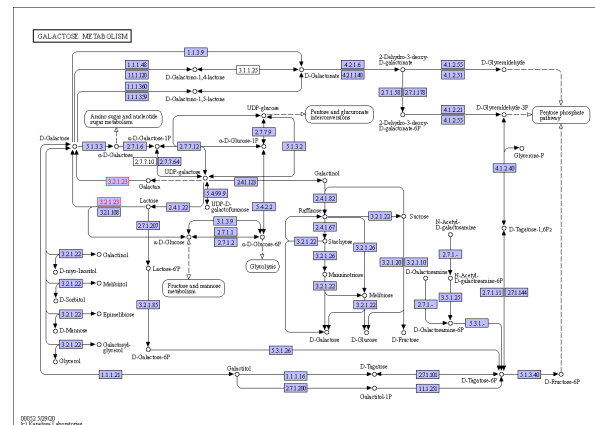 GALACTOSE METABOLISM
1.1.3.9
1.1.1.48
1.1.1.120
D-Galactono-1,4-lactone
3.1.1.25
D-Galactonate
4.2.1.6
4.2.1.140
2-Dehydro-3-deoxy-
D-galactonate
4.1.2.55
4.1.2.51
D-Glyceraldehyde
1.1.1.360
1.1.1.359
D-Galactono-1,5-lactone
2.7.1.58
2.7.1.178
UDP-glucose
Amino sugar and nucleotide
sugar metabolism
Pentose and glucuronate
interconversions
4.1.2.21
4.1.2.55
D-Glyceraldehyde-3P
Pentose phosphate
pathway
2-Dehydro-3-deoxy-
D-galactonate-6P
2.7.7.9
D-Galactose
5.1.3.3
α-D-Galactose
2.7.1.6
α-D-Galactose-1P
2.7.7.12
α-D-Glucose-1P
5.1.3.2
2.7.7.10
2.7.7.64
UDP-galactose
Glycerone-P
4.1.2.40
3.2.1.23
Galactan
2.4.1.123
Galactinol
3.2.1.23
3.2.1.108
Lactose
2.4.1.22
5.4.99.9
UDP-D-
galactofuranose
5.4.2.2
2.4.1.82
Raffinose
3.2.1.22
Sucrose
2.7.1.207
3.1.3.9
2.7.1.1
2.7.1.2
α-D-Glucose
α-D-Glucose-6P
2.4.1.67
Stachyose
3.2.1.22
3.2.1.26
3.2.1.26
N-Acetyl-
D-galactosamine
D-Tagatose-1,6P2
3.2.1.22
Galactinol
D-myo-Inositol
Lactose-6'P
Glycolysis
Manninotriose
3.2.1.20
3.2.1.10
2.7.1.-
D-Galactosamine
N-Acetyl-
D-galactosamine-6P
3.2.1.22
Melibiitol
D-Sorbitol
Fructose and mannose
metabolism
3.2.1.22
Melibiose
3.2.1.22
2.7.1.-
3.5.1.25
2.7.1.11
2.7.1.144
3.2.1.85
3.2.1.22
Epimelibiose
D-Mannose
D-Galactose
D-Glucose
D-Fructose
D-Galactosamine-6P
5.3.1.-
3.2.1.22
Galactosyl-
glycerol
Glycerol
D-Galactose-6P
5.3.1.26
1.1.1.21
Galactitol
1.1.1.16
D-Tagatose
2.7.1.101
D-Tagatose-6P
5.1.3.40
D-Fructose-6P
2.7.1.200
Galactitol-1P
1.1.1.251
00052 5/29/20
(c) Kanehisa Laboratories